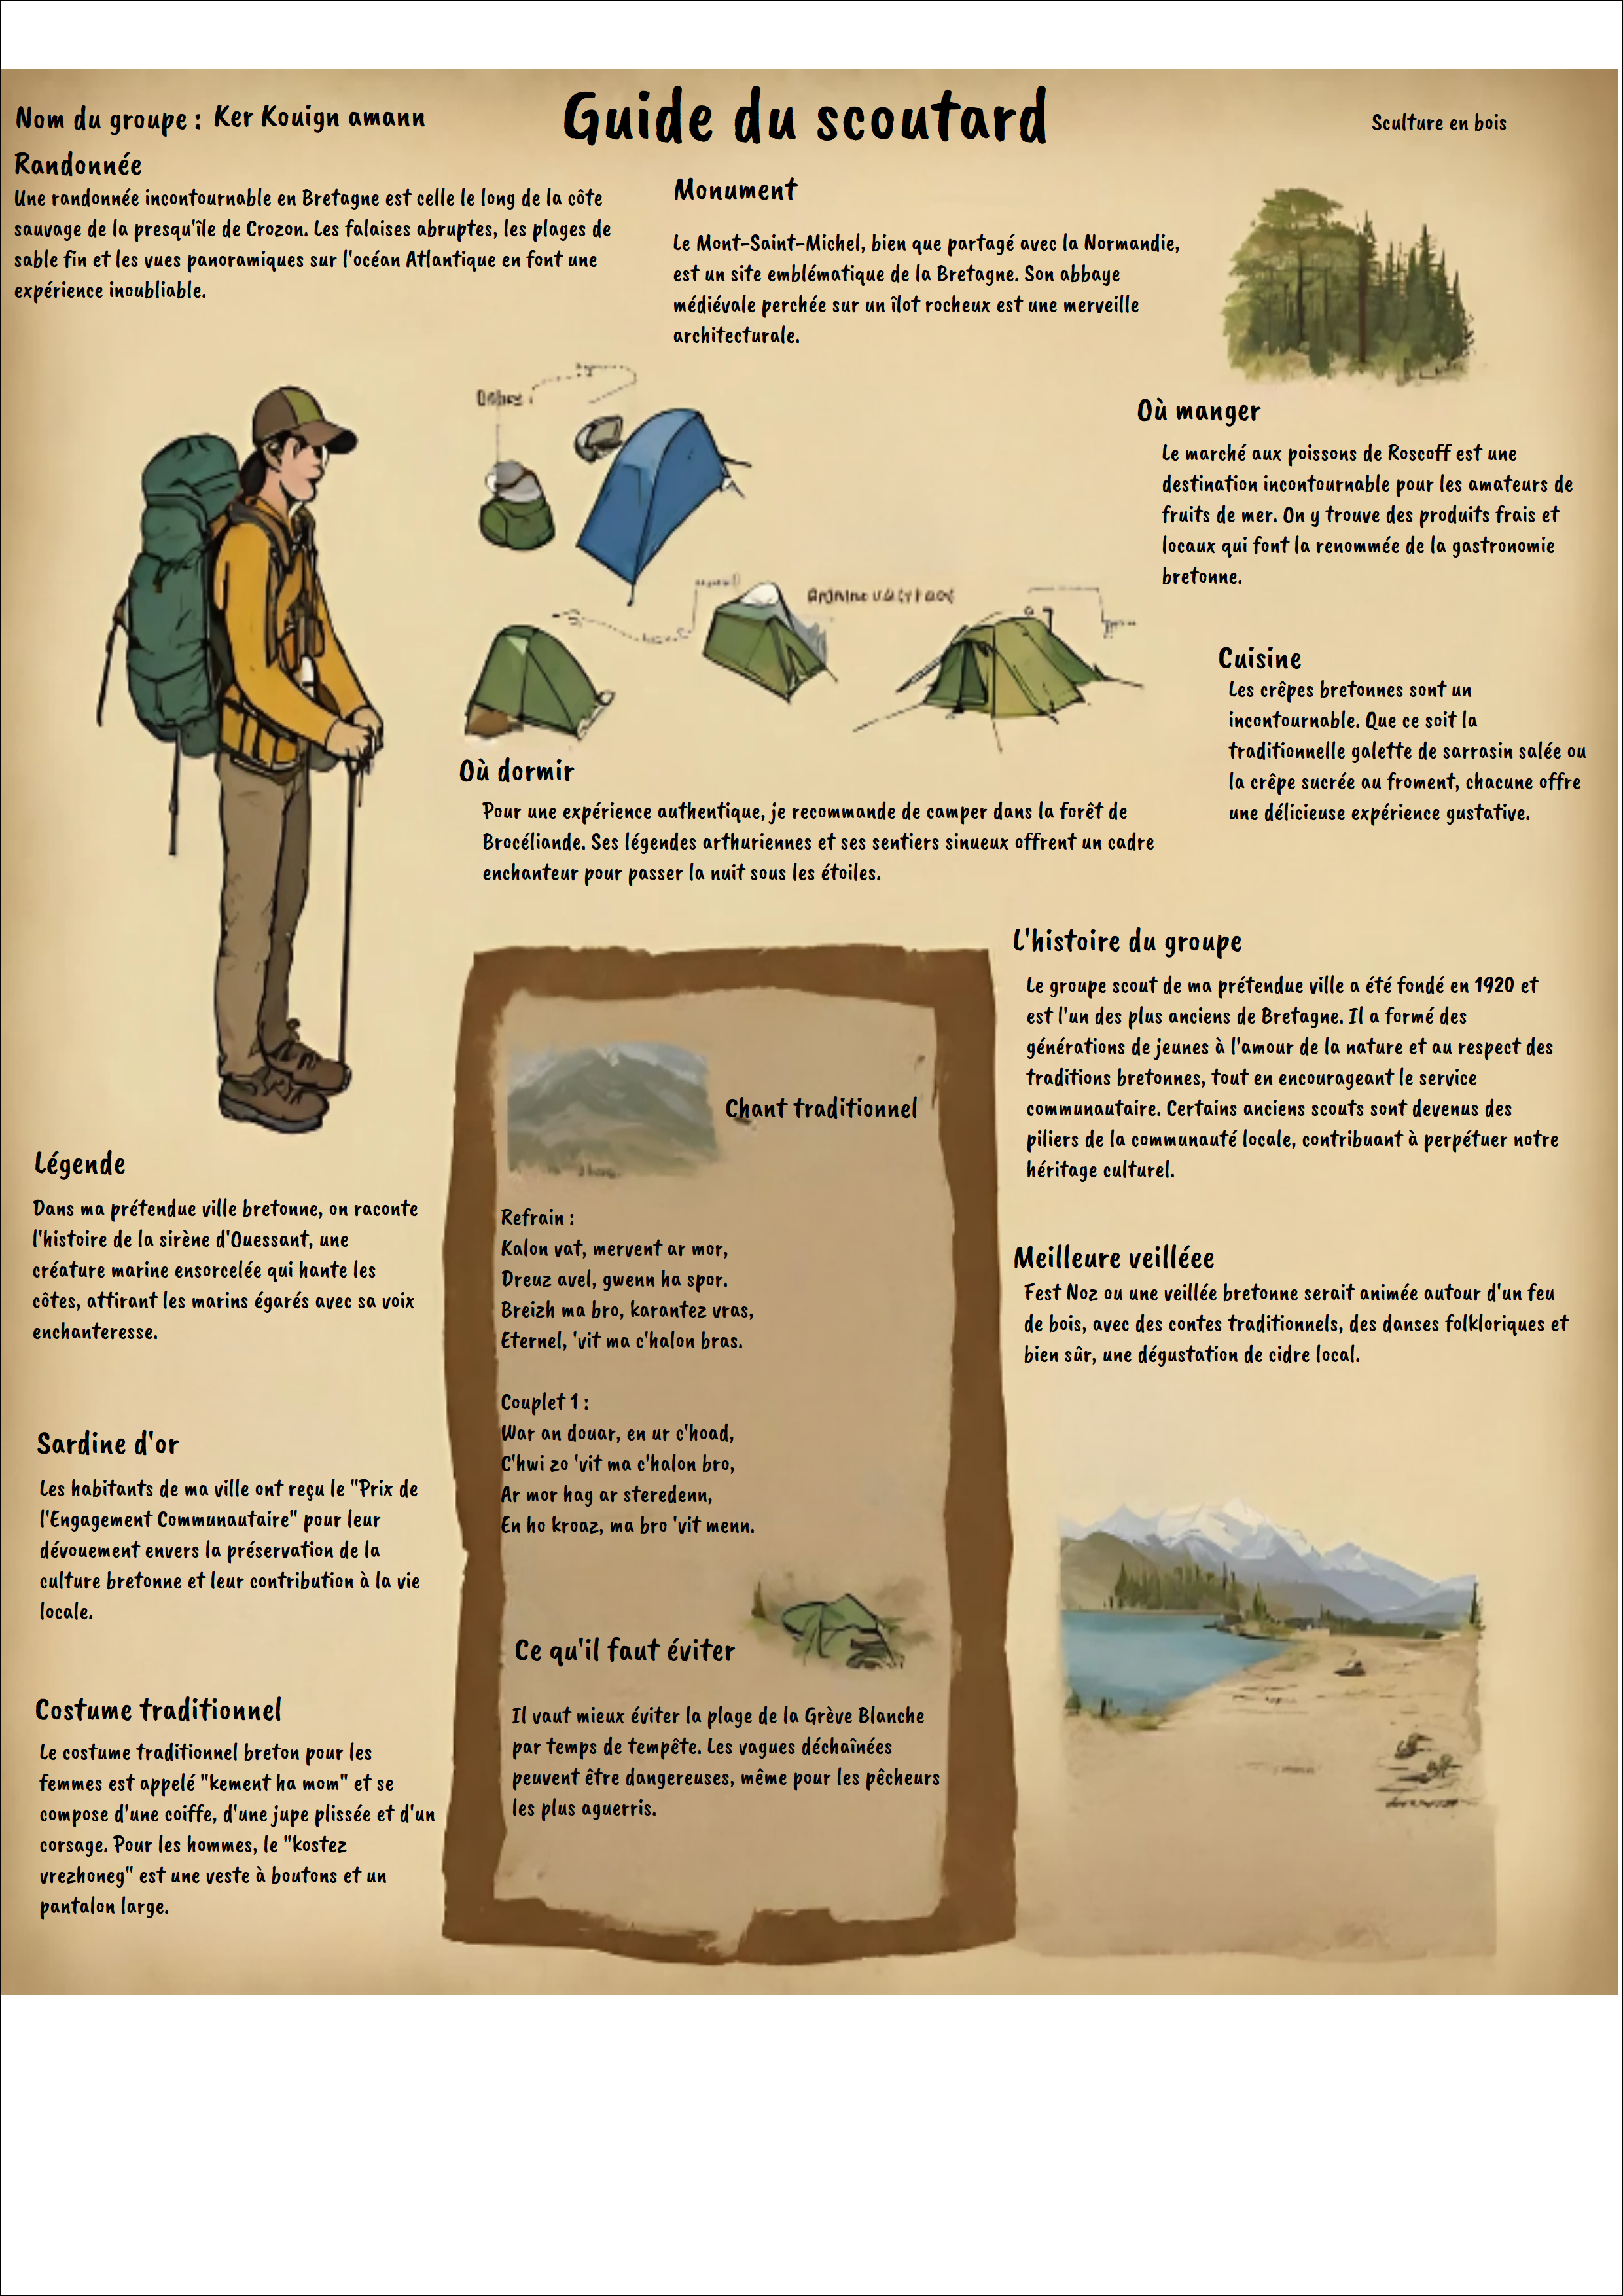 Guide du scoutard
Nom du groupe : Ker Kouign amann
Sculture en bois
Randonnée
Une randonnée incontournable en Bretagne est celle le long de la côte
sauvage de la presqu'île de Crozon. Les falaises abruptes, les plages de
sable fin et les vues panoramiques sur l'océan Atlantique en font une
expérience inoubliable.
Monument
Le Mont-Saint-Michel, bien que partagé avec la Normandie,
est un site emblématique de la Bretagne. Son abbaye
médiévale perchée sur un îlot rocheux est une merveille
architecturale.
Où manger
Le marché aux poissons de Roscoff est une
destination incontournable pour les amateurs de
fruits de mer. On y trouve des produits frais et
locaux qui font la renommée de la gastronomie
bretonne.
Cuisine
Les crêpes bretonnes sont un
incontournable. Que ce soit la
traditionnelle galette de sarrasin salée ou
la crêpe sucrée au froment, chacune offre
une délicieuse expérience gustative.
Où dormir
Pour une expérience authentique, je recommande de camper dans la forêt de
Brocéliande. Ses légendes arthuriennes et ses sentiers sinueux offrent un cadre
enchanteur pour passer la nuit sous les étoiles.
L'histoire du groupe
Le groupe scout de ma prétendue ville a été fondé en 1920 et
est l'un des plus anciens de Bretagne. Il a formé des
générations de jeunes à l'amour de la nature et au respect des
traditions bretonnes, tout en encourageant le service
communautaire. Certains anciens scouts sont devenus des
piliers de la communauté locale, contribuant à perpétuer notre
héritage culturel.
Meilleure veilléee
Fest Noz ou une veillée bretonne serait animée autour d'un feu
de bois, avec des contes traditionnels, des danses folkloriques et
bien sûr, une dégustation de cidre local.
Légende
Dans ma prétendue ville bretonne, on raconte
l'histoire de la sirène d'Ouessant, une
créature marine ensorcelée qui hante les
côtes, attirant les marins égarés avec sa voix
enchanteresse.
Sardine d'or
Les habitants de ma ville ont reçu le "Prix de
l'Engagement Communautaire" pour leur
dévouement envers la préservation de la
culture bretonne et leur contribution à la vie
locale.
Costume traditionnel
Le costume traditionnel breton pour les
femmes est appelé "kement ha mom" et se
compose d'une coiffe, d'une jupe plissée et d'un
corsage. Pour les hommes, le "kostez
vrezhoneg" est une veste à boutons et un
pantalon large.
Chant traditionnel
Refrain :
Kalon vat, mervent ar mor,
Dreuz avel, gwenn ha spor.
Breizh ma bro, karantez vras,
Eternel, 'vit ma c'halon bras.
Couplet 1 :
War an douar, en ur c'hoad,
C'hwi zo 'vit ma c'halon bro,
Ar mor hag ar steredenn,
En ho kroaz, ma bro 'vit menn.
Ce qu'il faut éviter
Il vaut mieux éviter la plage de la Grève Blanche
par temps de tempête. Les vagues déchaînées
peuvent être dangereuses, même pour les pêcheurs
les plus aguerris.